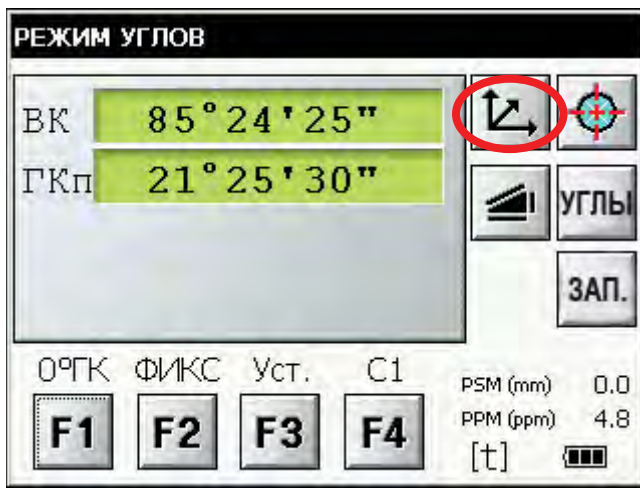 РЕЖИМ УГЛОВ
ВК 85°24'25"
ГКп 21°25'30"
УГЛЫ
ЗАП.
0°ГК ФИКС Уст. С1
F1 F2 F3 F4
PSM (mm) 0.0
PPM (ppm) 4.8
[t]